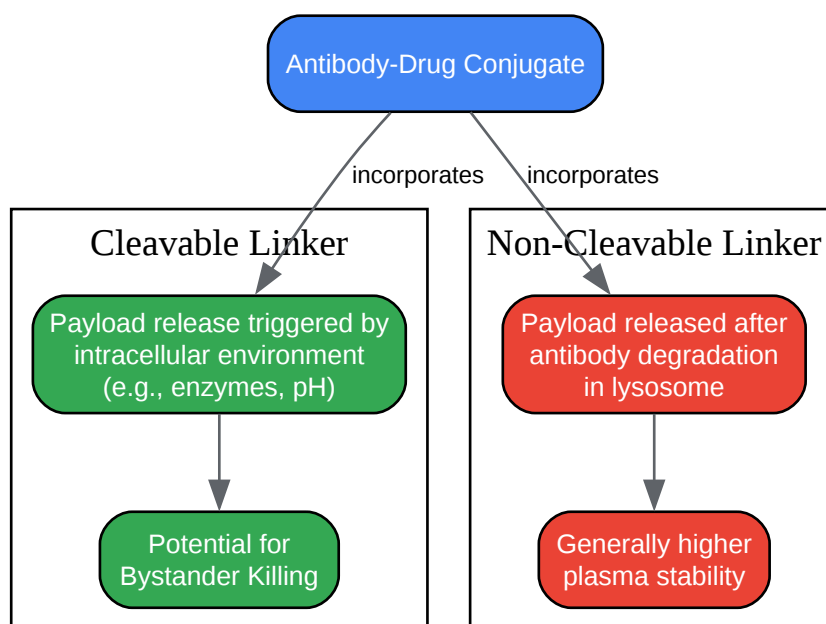 Antibody-Drug Conjugate
incorporates
incorporates
Cleavable Linker
Payload release triggered by
intracellular environment
(e.g., enzymes, pH)
Potential for
Bystander Killing
Non-Cleavable Linker
Payload released after
antibody degradation
in lysosome
Generally higher
plasma stability